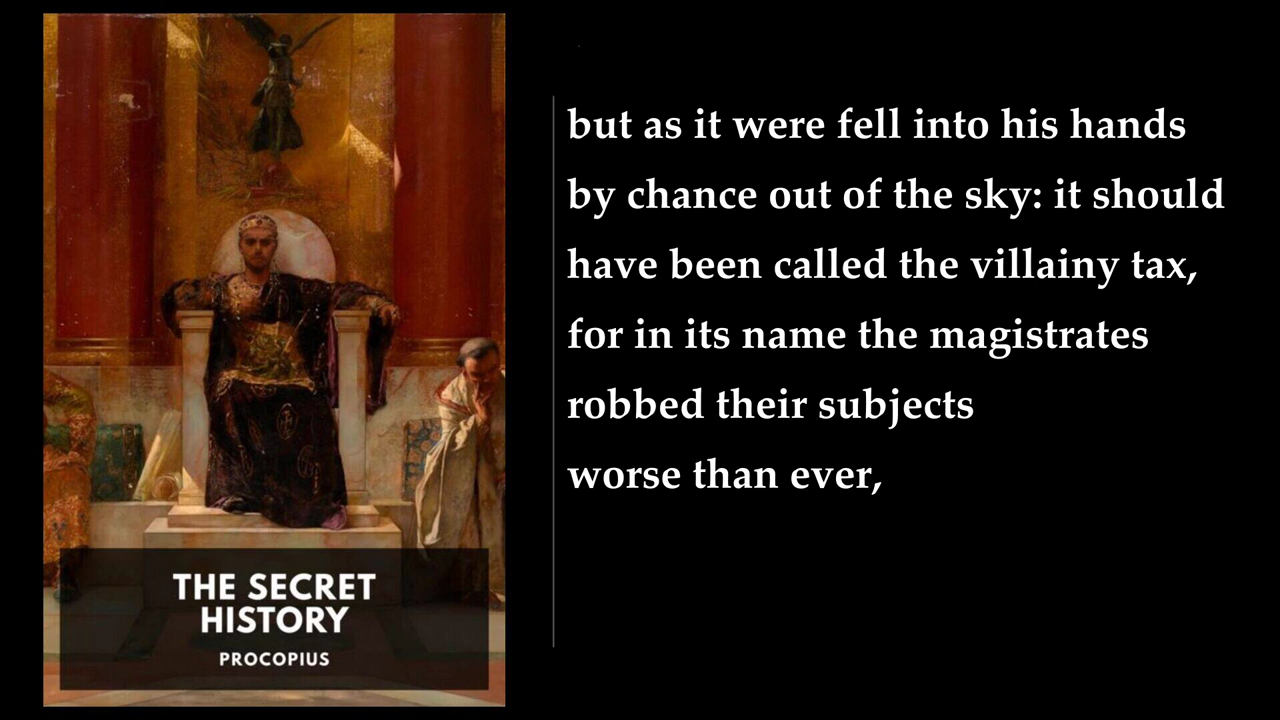 but as it were fell into his hands
by chance out of the sky: it should
have been called the villainy tax,
for in its name the magistrates
robbed their subjects
worse than ever,
THE SECRET
HISTORY
PROCOPIUS